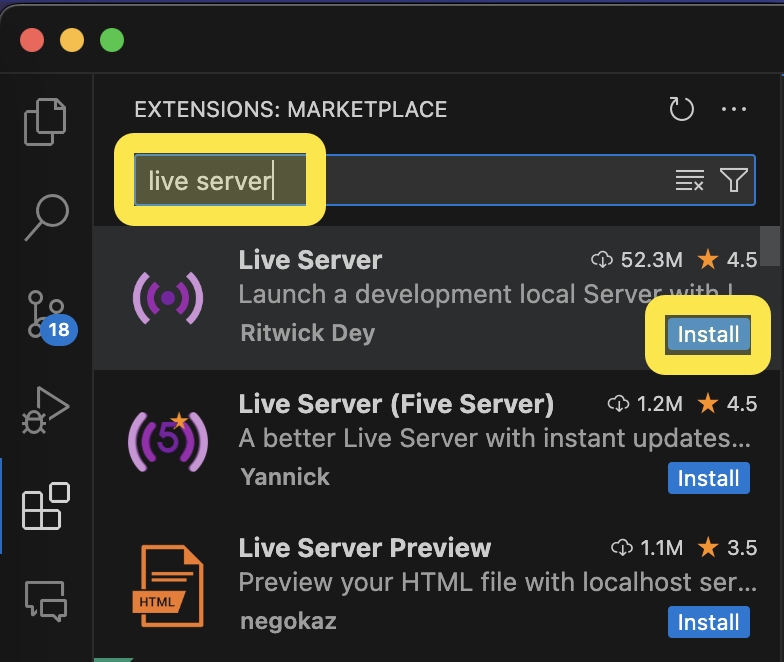 EXTENSIONS: MARKETPLACE
live server
Live Server 52.3M 4.5
Launch a development local Server with l
Ritwick Dey Install
18
Live Server (Five Server) 1.2M 4.5
5
A better Live Server with instant updates...
Yannick Install
Live Server Preview 1.1M 3.5
Preview your HTML file with localhost ser...
HTML
negokaz Install